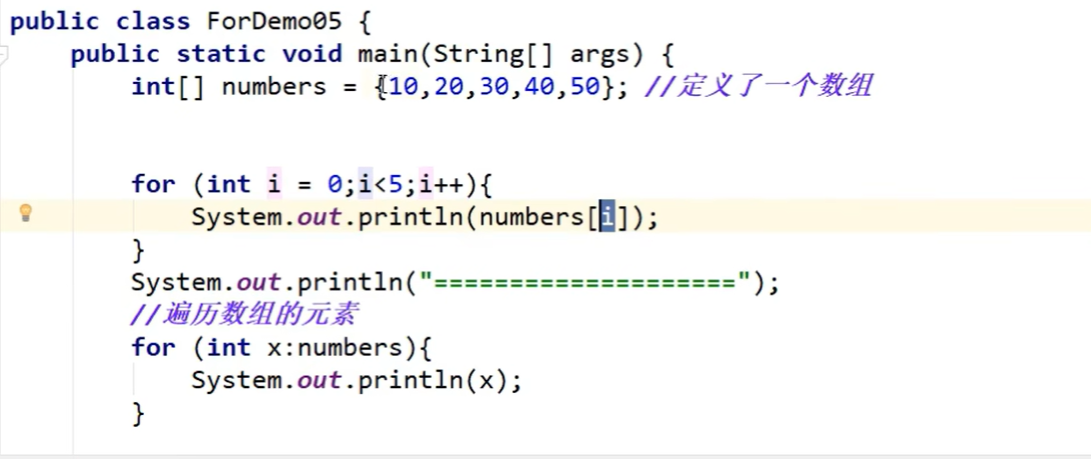 public class ForDemo05 {
    public static void main(String[] args) {
        int[] numbers = {10,20,30,40,50}; //定义了一个数组
        for (int i = 0;i<5;i++){
            System.out.println(numbers[i]);
        }
        System.out.println("====================");
        //遍历数组的元素
        for (int x:numbers){
            System.out.println(x);
        }